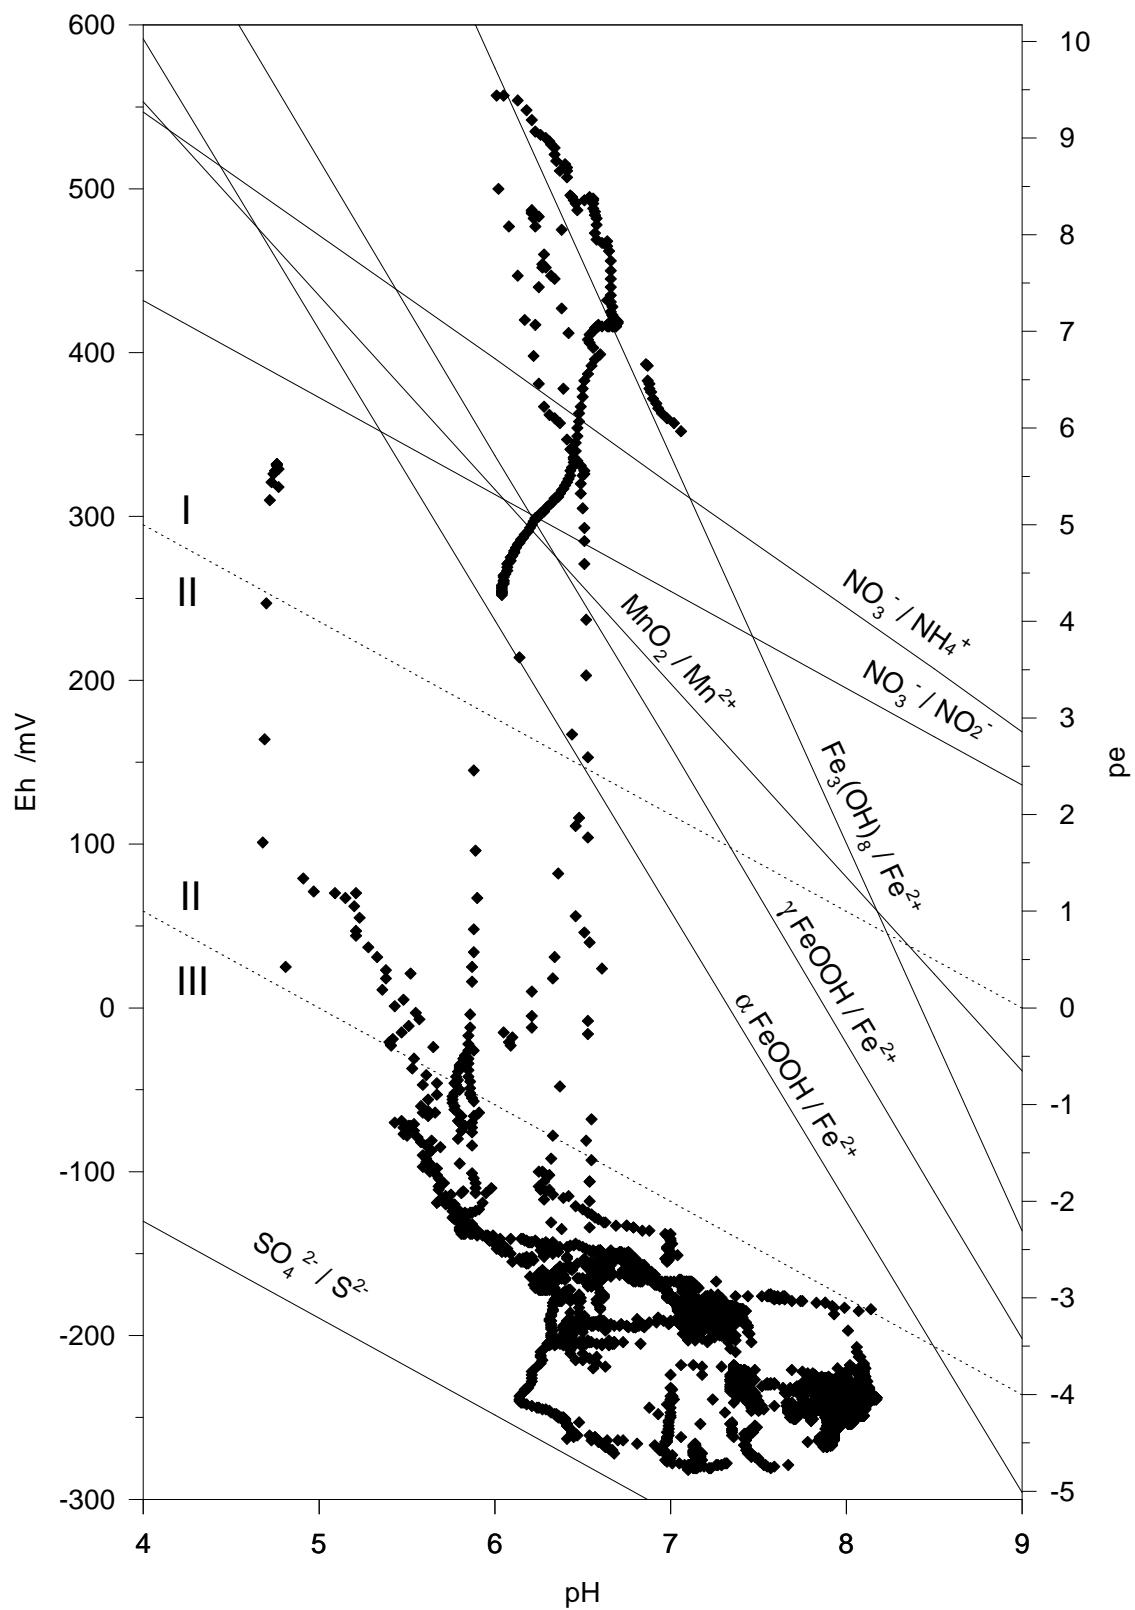 600
10
9
500
8
7
400
6
I
300
5
II
NO₃⁻ / NH₄⁺
4
MnO₂ / Mn²⁺
200
NO₃⁻ / NO₂⁻
3
Eh /mV
pe
Fe₃(OH)₈ / Fe²⁺
2
100
II
1
γ FeOOH / Fe²⁺
III
0
0
α FeOOH / Fe²⁺
-1
-100
-2
SO₄²⁻ / S²⁻
-3
-200
-4
-300
-5
4 5 6 7 8 9
pH